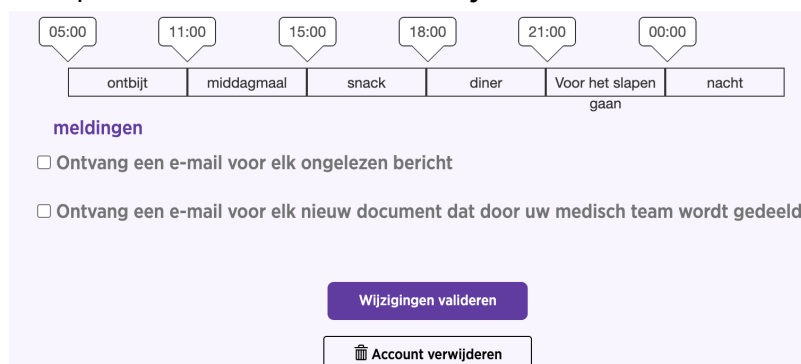 05:00 11:00 15:00 18:00 21:00 00:00
ontbijt middagmaal snack diner Voor het slapen gaan nacht
meldingen
Ontvang een e-mail voor elk ongelezen bericht
Ontvang een e-mail voor elk nieuw document dat door uw medisch team wordt gedeeld
Wijzigingen valideren
Account verwijderen